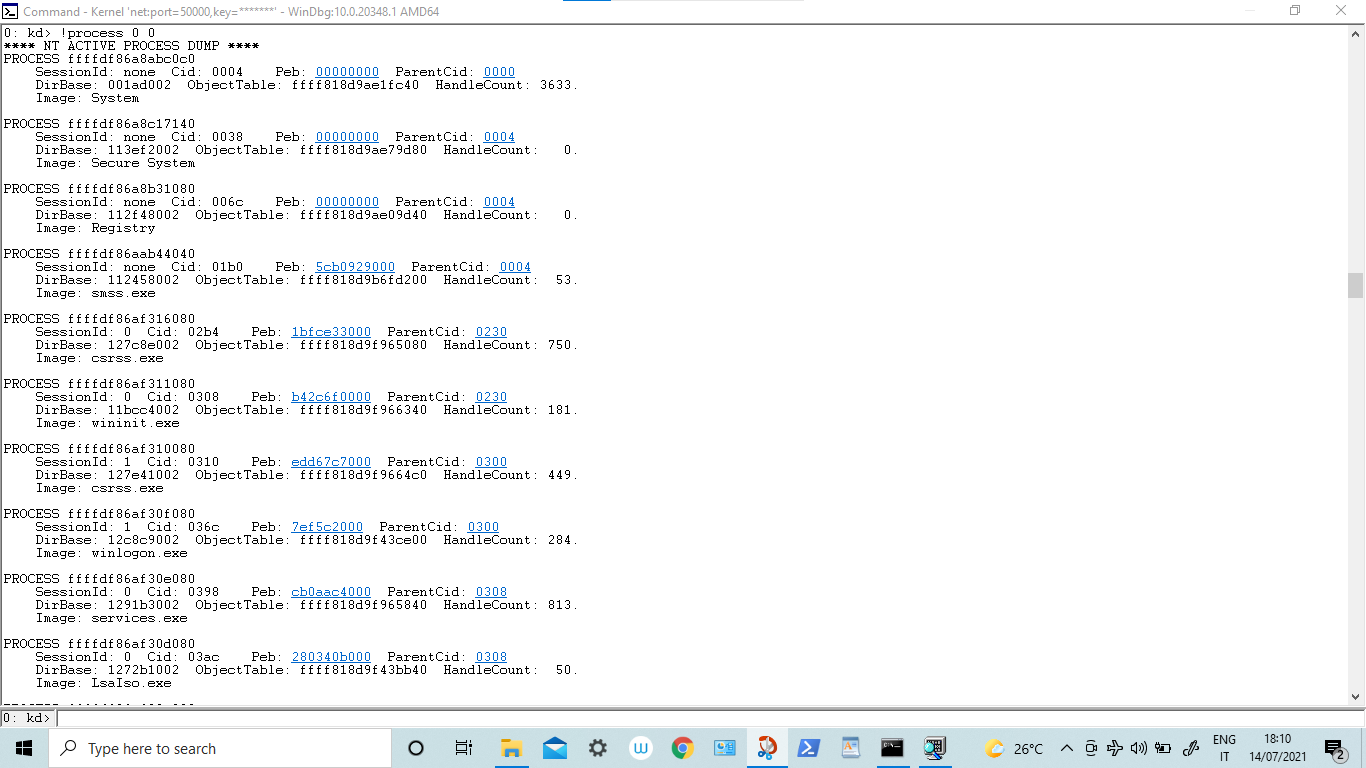 Command - Kernel 'net:port=50000,key=*******' - WinDbg:10.0.20348.1 AMD64
0: kd> !process 0 0
**** NT ACTIVE PROCESS DUMP ****
PROCESS ffffdf86a8abc0c0
SessionId: none  Cid: 0004    Peb: 00000000  ParentCid: 0000
DirBase: 001ad002  ObjectTable: ffff818d9ae1fc40  HandleCount: 3633.
Image: System
PROCESS ffffdf86a8c17140
SessionId: none  Cid: 0038    Peb: 00000000  ParentCid: 0004
DirBase: 113ef2002  ObjectTable: ffff818d9ae79d80  HandleCount:   0.
Image: Secure System
PROCESS ffffdf86a8b31080
SessionId: none  Cid: 006c    Peb: 00000000  ParentCid: 0004
DirBase: 112f48002  ObjectTable: ffff818d9ae09d40  HandleCount:   0.
Image: Registry
PROCESS ffffdf86aab44040
SessionId: none  Cid: 01b0    Peb: 5cb0929000  ParentCid: 0004
DirBase: 112458002  ObjectTable: ffff818d9b6fd200  HandleCount:  53.
Image: smss.exe
PROCESS ffffdf86af316080
SessionId: 0  Cid: 02b4    Peb: 1bfce33000  ParentCid: 0230
DirBase: 127c8e002  ObjectTable: ffff818d9f965080  HandleCount: 750.
Image: csrss.exe
PROCESS ffffdf86af311080
SessionId: 0  Cid: 0308    Peb: b42c6f0000  ParentCid: 0230
DirBase: 11bcc4002  ObjectTable: ffff818d9f966340  HandleCount: 181.
Image: wininit.exe
PROCESS ffffdf86af310080
SessionId: 1  Cid: 0310    Peb: edd67c7000  ParentCid: 0300
DirBase: 127e41002  ObjectTable: ffff818d9f9664c0  HandleCount: 449.
Image: csrss.exe
PROCESS ffffdf86af30f080
SessionId: 1  Cid: 036c    Peb: 7ef5c2000  ParentCid: 0300
DirBase: 12c8c9002  ObjectTable: ffff818d9f43ce00  HandleCount: 284.
Image: winlogon.exe
PROCESS ffffdf86af30e080
SessionId: 0  Cid: 0398    Peb: cb0aac4000  ParentCid: 0308
DirBase: 1291b3002  ObjectTable: ffff818d9f965840  HandleCount: 813.
Image: services.exe
PROCESS ffffdf86af30d080
SessionId: 0  Cid: 03ac    Peb: 280340b000  ParentCid: 0308
DirBase: 1272b1002  ObjectTable: ffff818d9f43bb40  HandleCount:  50.
Image: LsaIso.exe
0: kd>
Type here to search
26°C
ENG
IT
18:10
14/07/2021
2